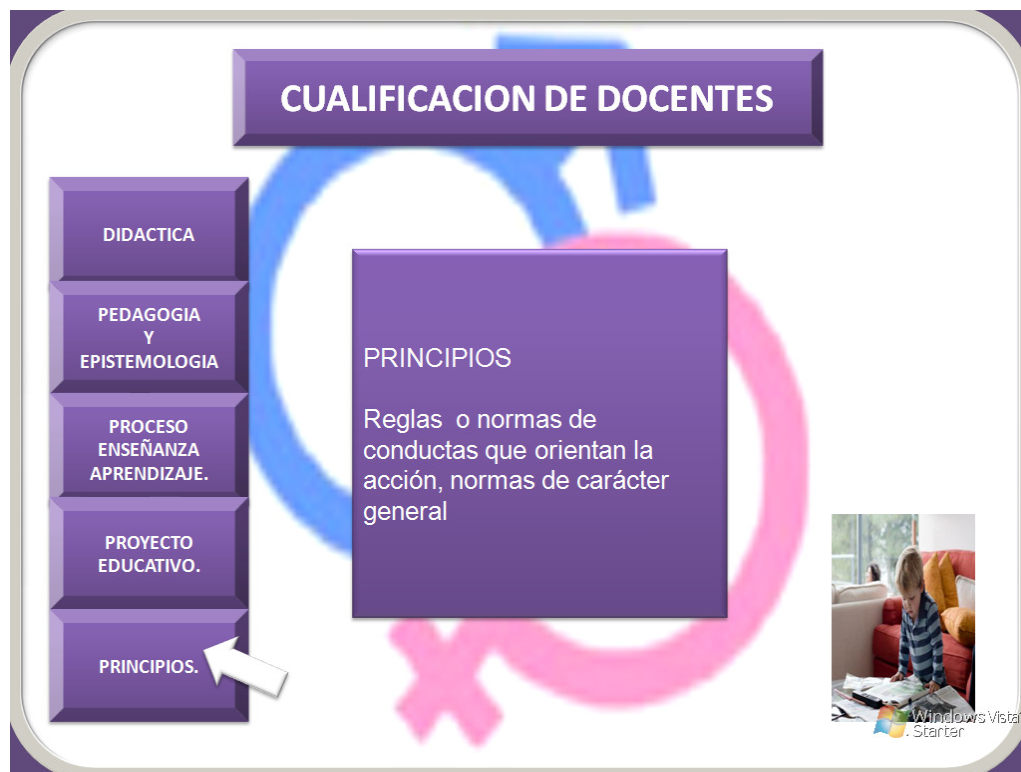 CUALIFICACION DE DOCENTES
DIDACTICA
PEDAGOGIA
Y
EPISTEMOLOGIA
PROCESO
ENSEÑANZA
APRENDIZAJE.
PROYECTO
EDUCATIVO.
PRINCIPIOS.
PRINCIPIOS
Reglas o normas de
conductas que orientan la
acción, normas de carácter
general
Windows Vista
Starter